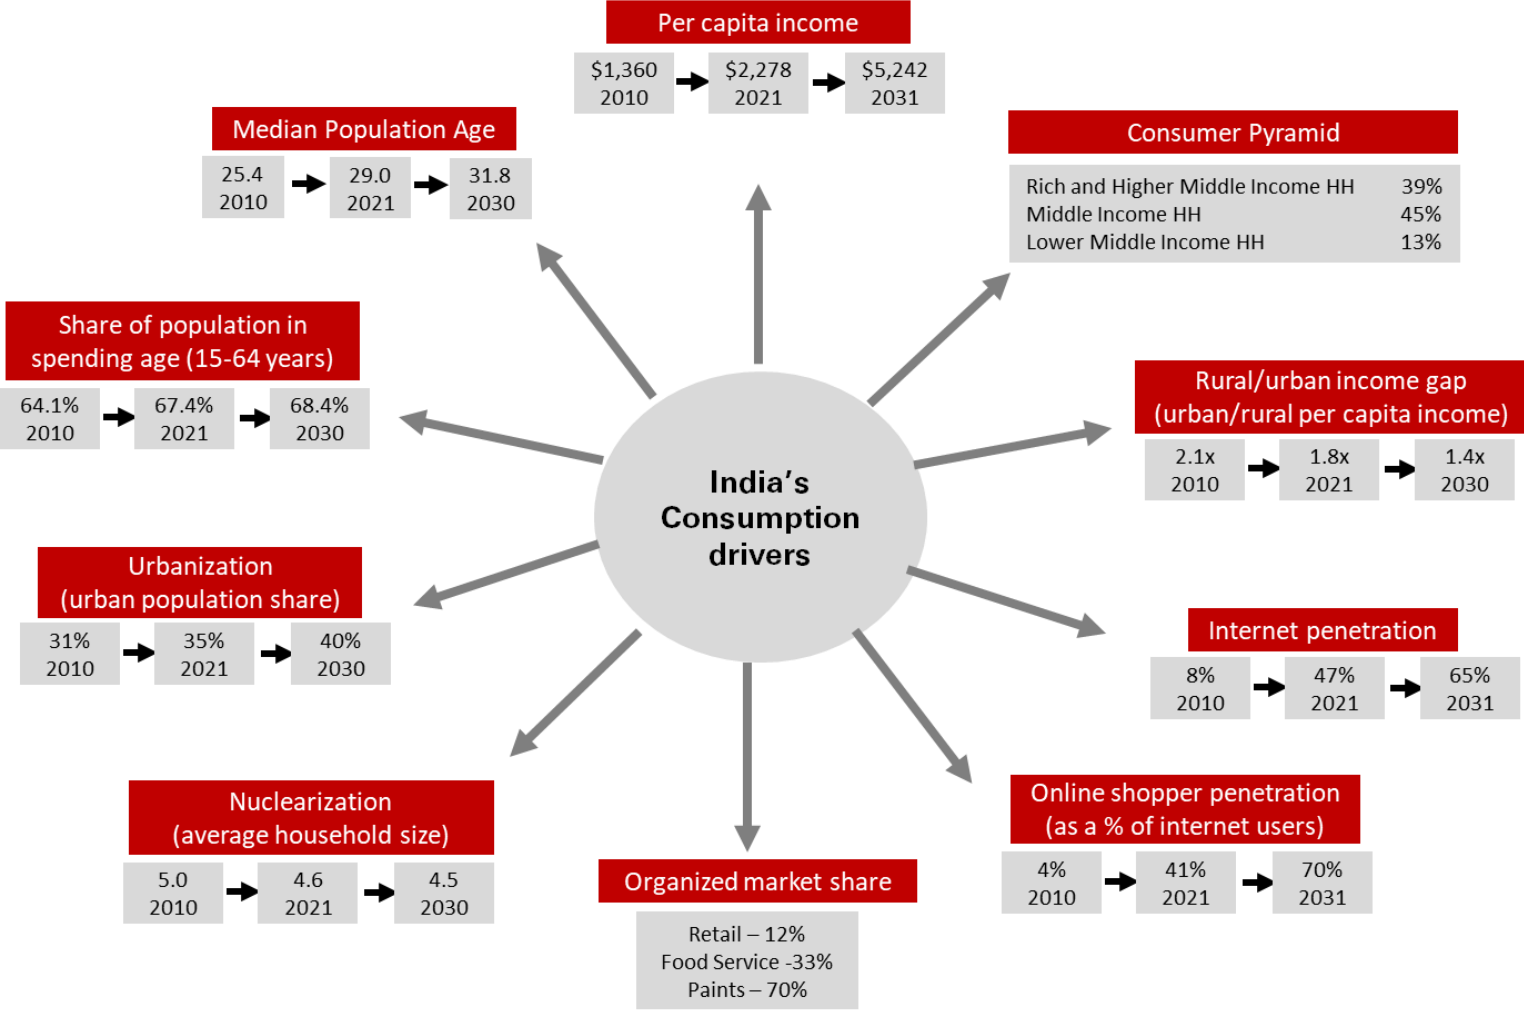 Per capita income
$1,360
2010
$2,278
2021
$5,242
2031
Median Population Age
25.4
2010
29.0
2021
31.8
2030
Consumer Pyramid
Rich and Higher Middle Income HH 39%
Middle Income HH 45%
Lower Middle Income HH 13%
Share of population in
spending age (15-64 years)
64.1%
2010
67.4%
2021
68.4%
2030
Rural/urban income gap
(urban/rural per capita income)
2.1x
2010
1.8x
2021
1.4x
2030
India's
Consumption
drivers
Urbanization
(urban population share)
31%
2010
35%
2021
40%
2030
Internet penetration
8%
2010
47%
2021
65%
2031
Nuclearization
(average household size)
5.0
2010
4.6
2021
4.5
2030
Organized market share
Retail – 12%
Food Service -33%
Paints – 70%
Online shopper penetration
(as a % of internet users)
4%
2010
41%
2021
70%
2031